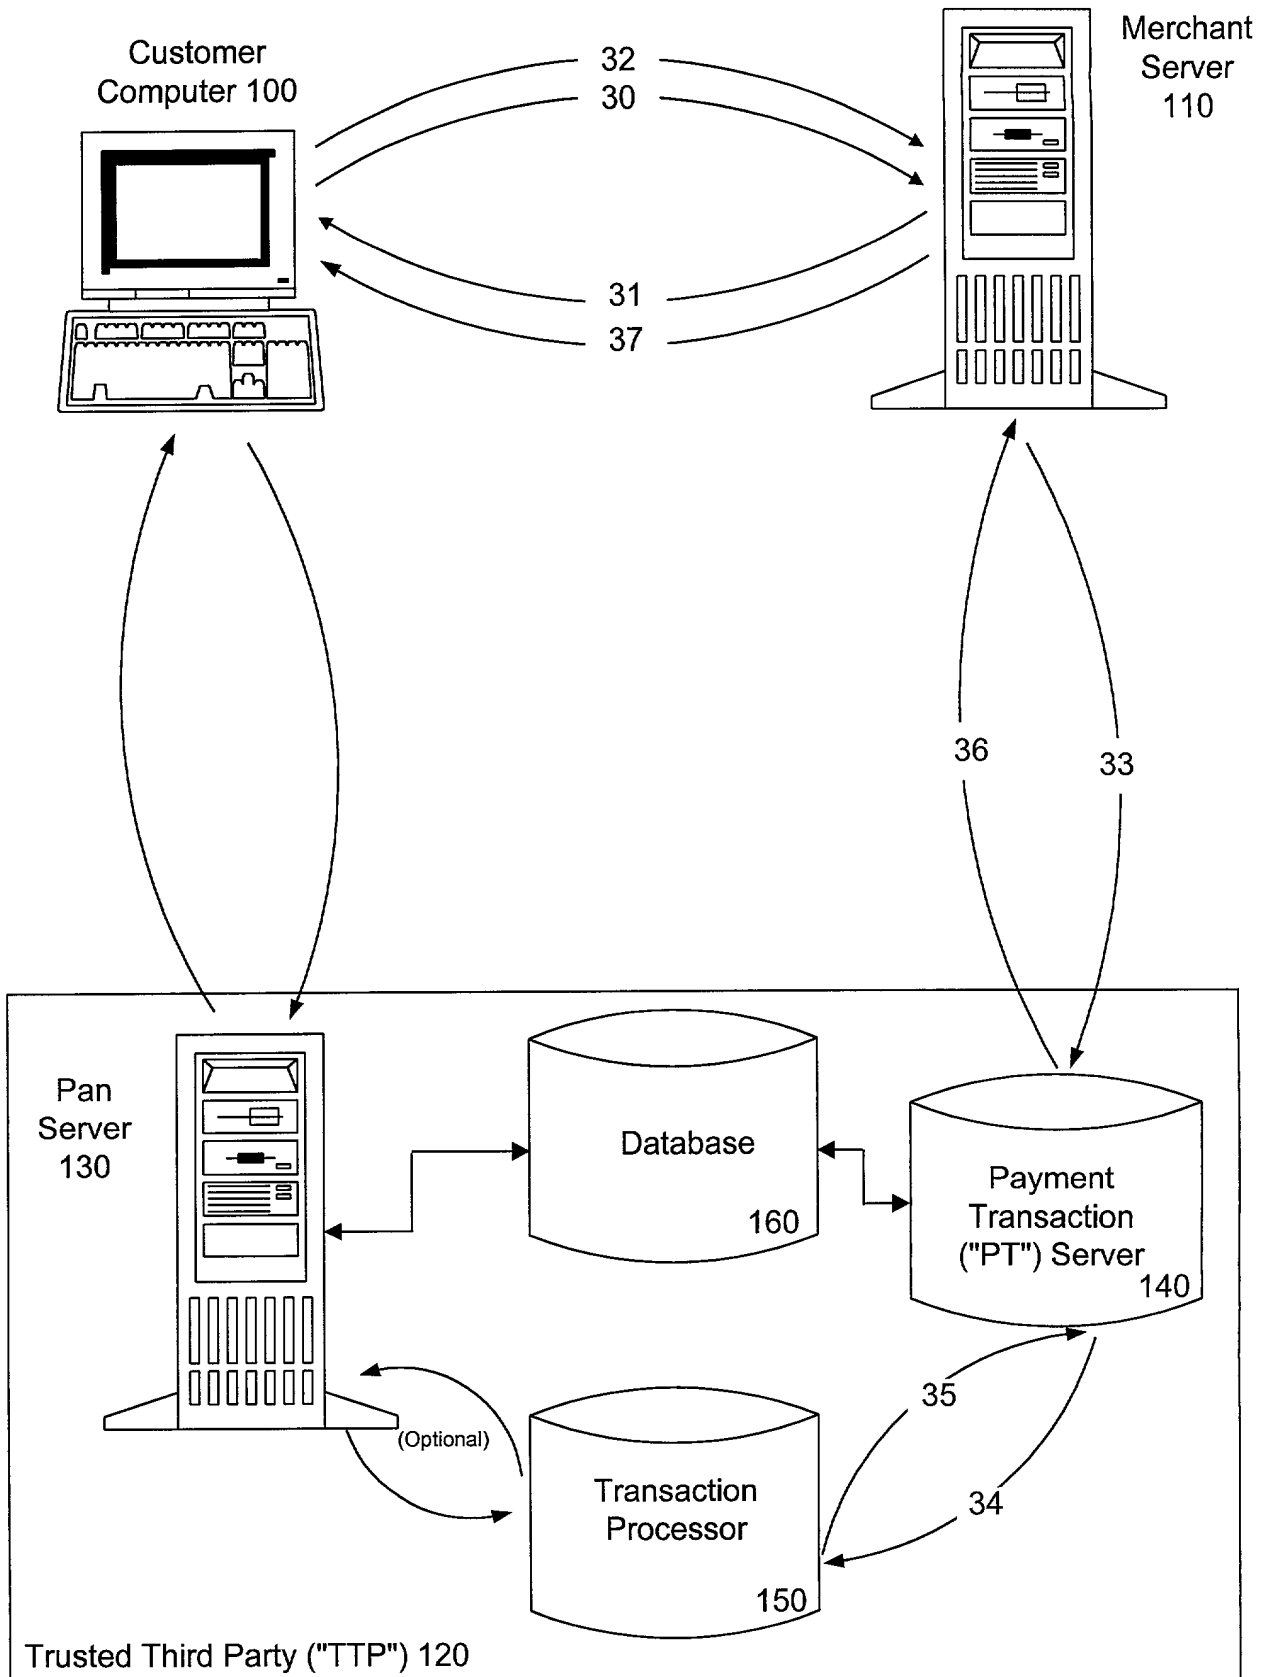 Customer
Computer 100
Merchant
Server
110
32
30
31
37
36
33
Pan
Server
130
Database
160
Payment
Transaction
("PT") Server
140
35
34
(Optional)
Transaction
Processor
150
Trusted Third Party ("TTP") 120